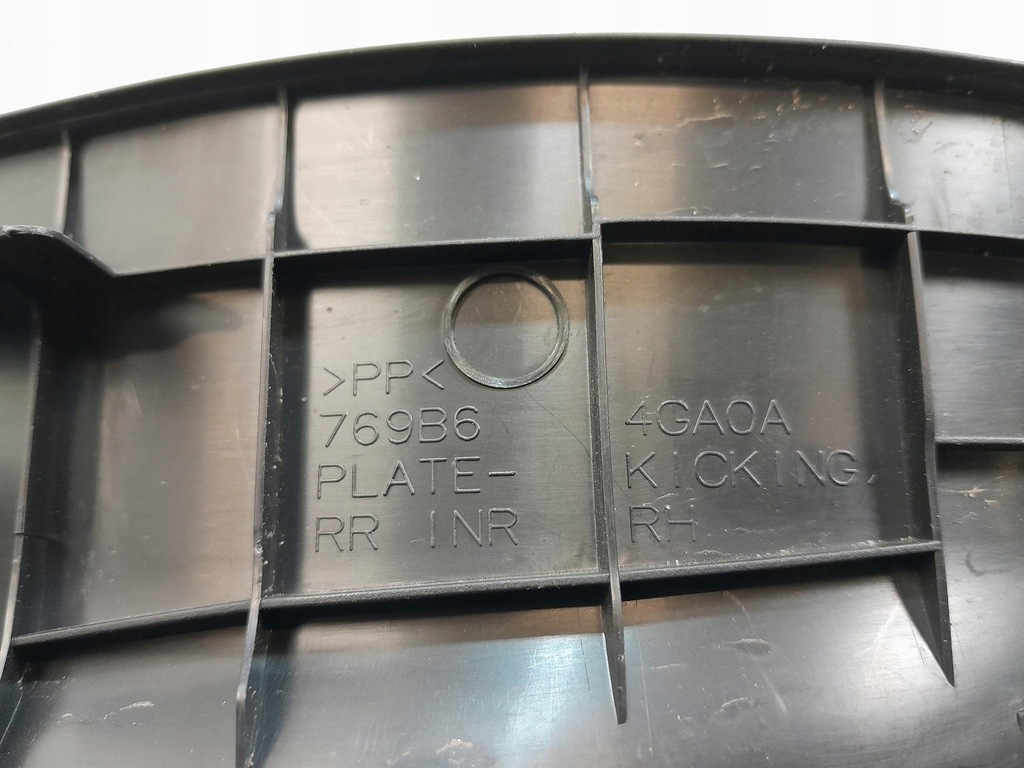 >PP<
769B6 4GA0A
PLATE- KICKING,
RR INR RH